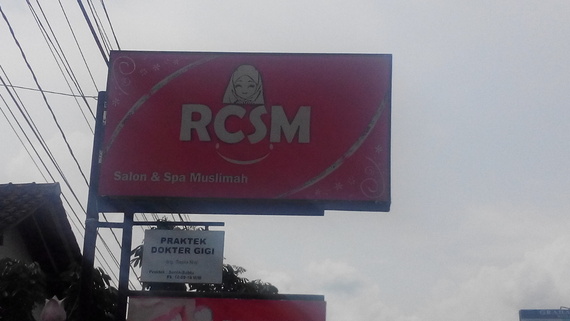 RCSM
Salon & Spa Muslimah
PRAKTEK
DOKTER GIGI